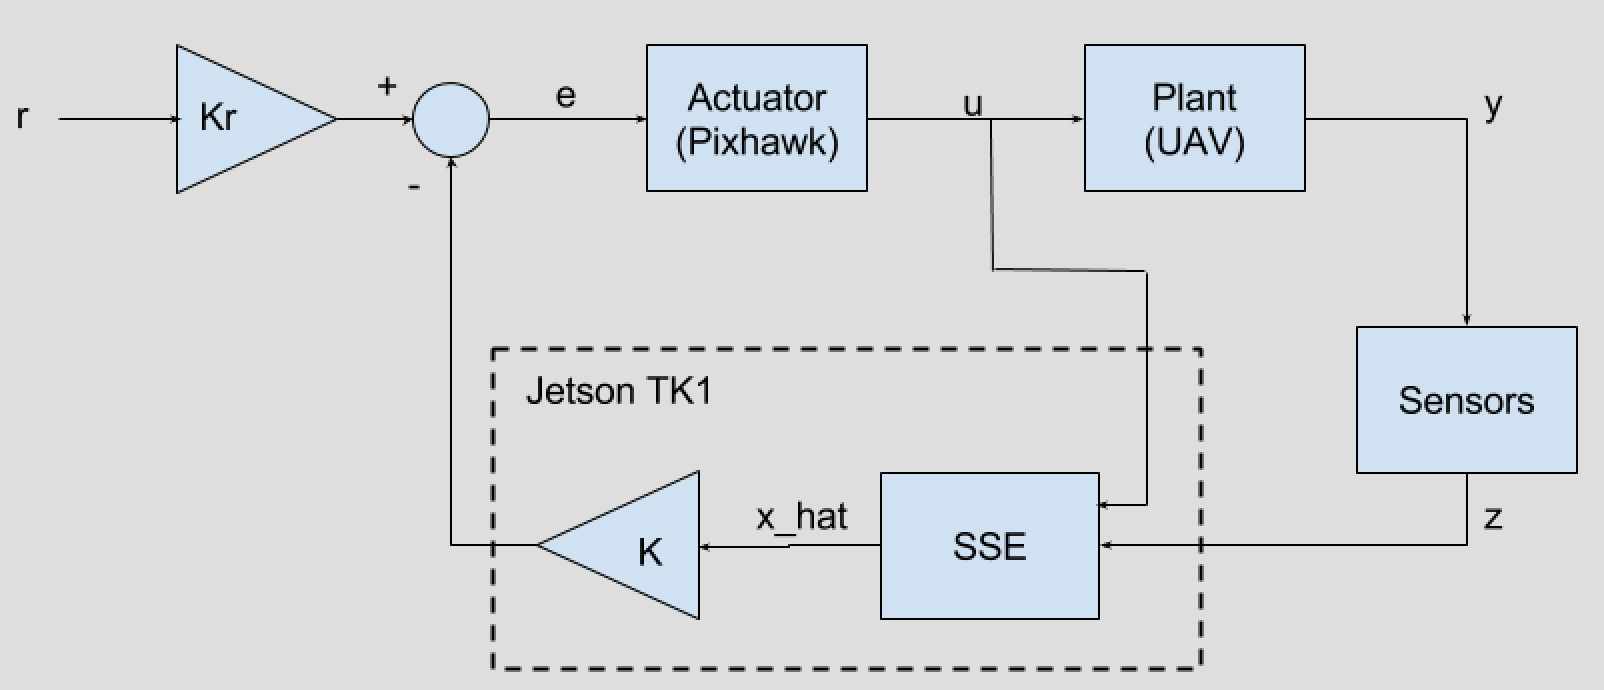 r
Kr
+
-
e
Actuator
(Pixhawk)
u
Plant
(UAV)
y
Sensors
z
Jetson TK1
SSE
x_hat
K